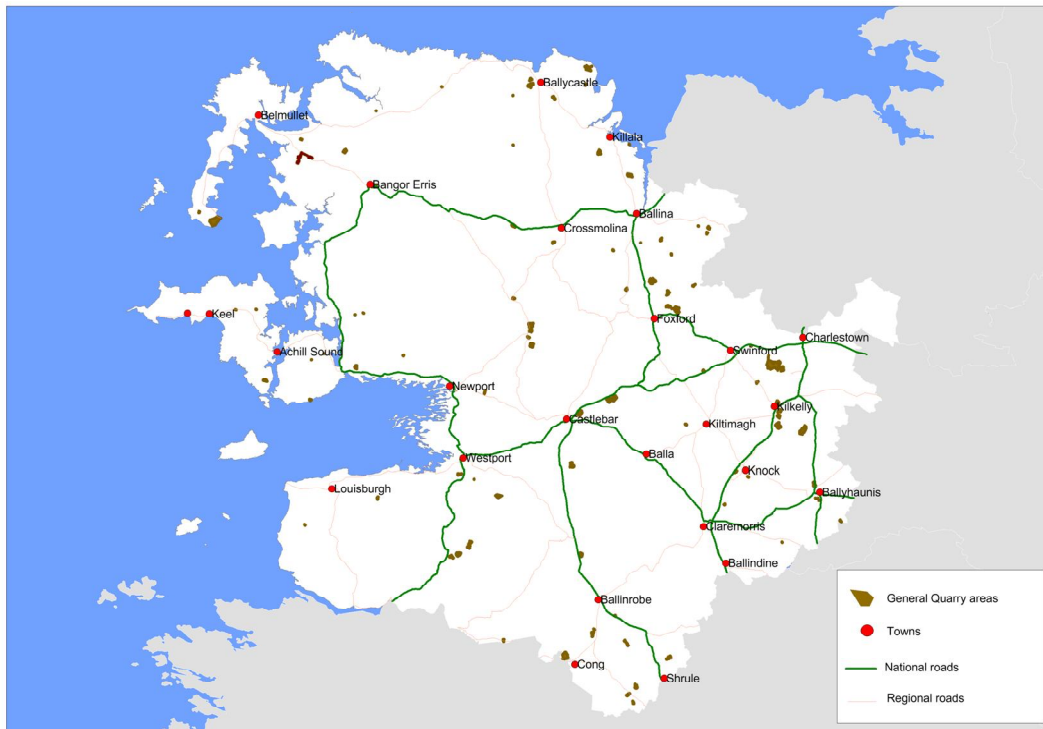 Ballycastle
Belmullet
Killala
Bangor Erris
Ballina
Crossmolina
Keel
Foxford
Charlestown
Achill Sound
Swinford
Newport
Kilkelly
Castlebar
Kiltimagh
Balla
Westport
Knock
Louisburgh
Ballyhaunis
Claremorris
Ballindine
Ballinrobe
Cong
Shrule
General Quarry areas
Towns
National roads
Regional roads